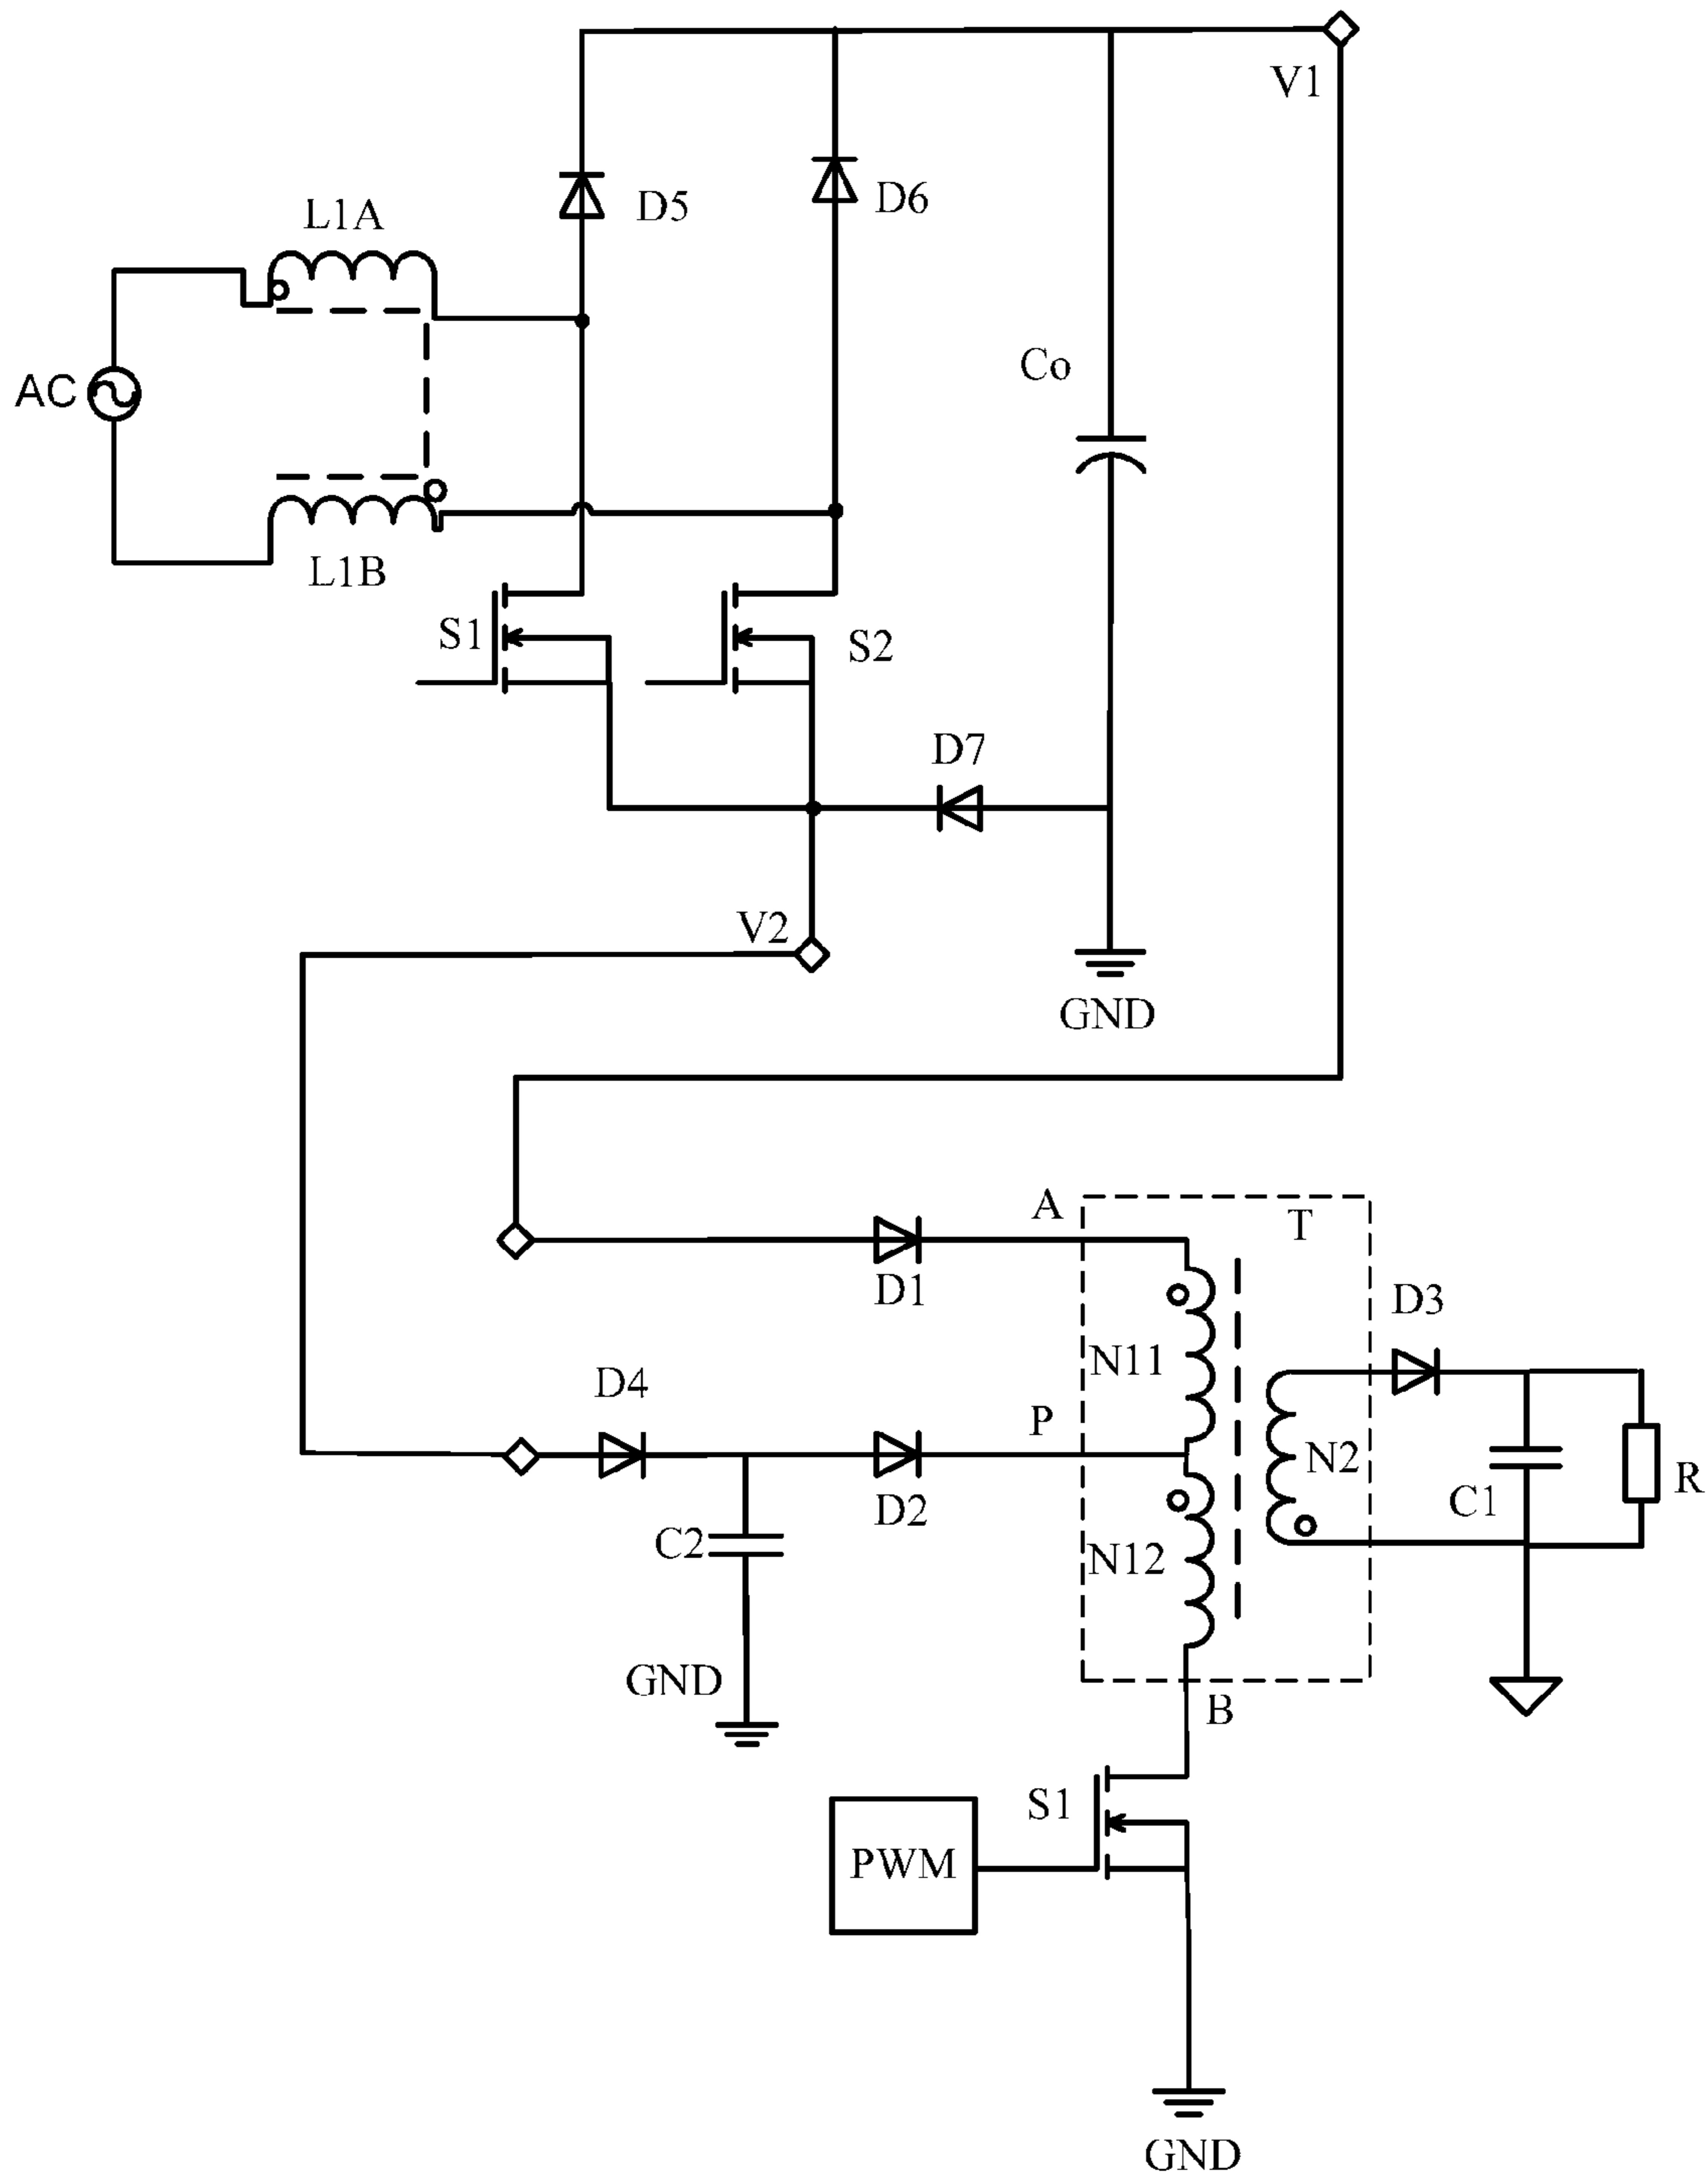 V1
D5
D6
L1A
Co
AC
L1B
S1
S2
D7
V2
GND
A
T
D1
D3
N11
D4
P
N2
D2
C1
R
C2
N12
GND
B
S1
PWM
GND